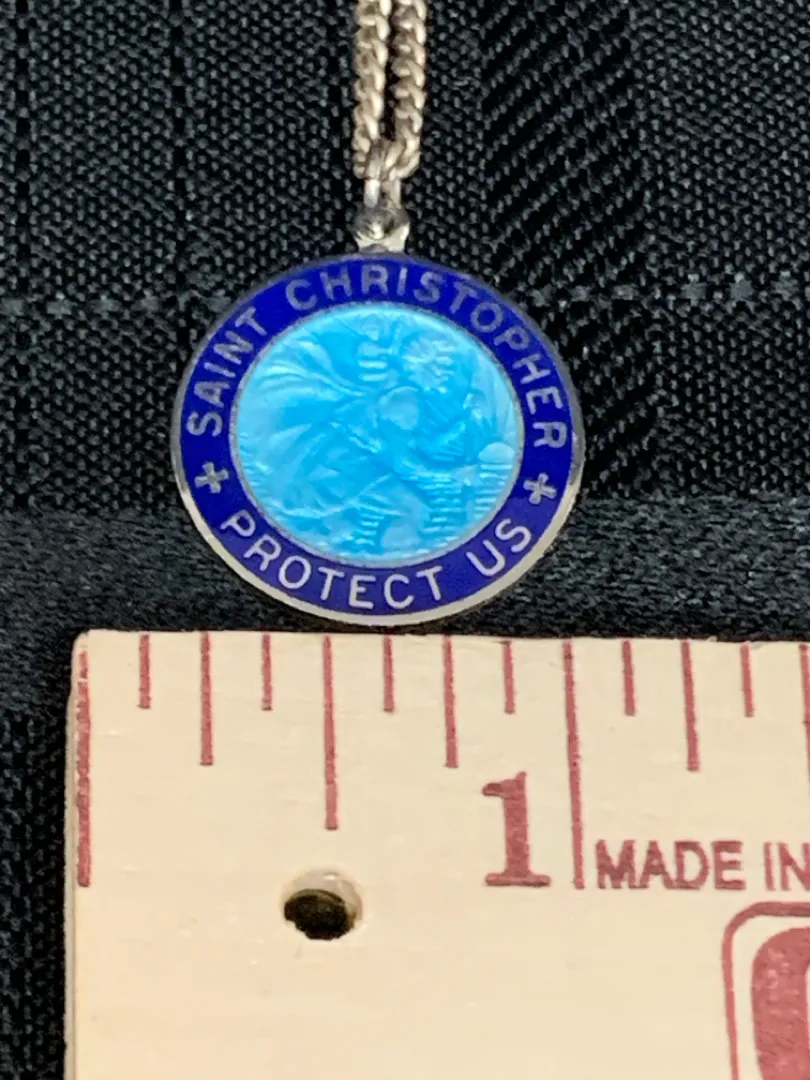 SAINT CHRISTOPHER
+ PROTECT US +
1
MADE IN